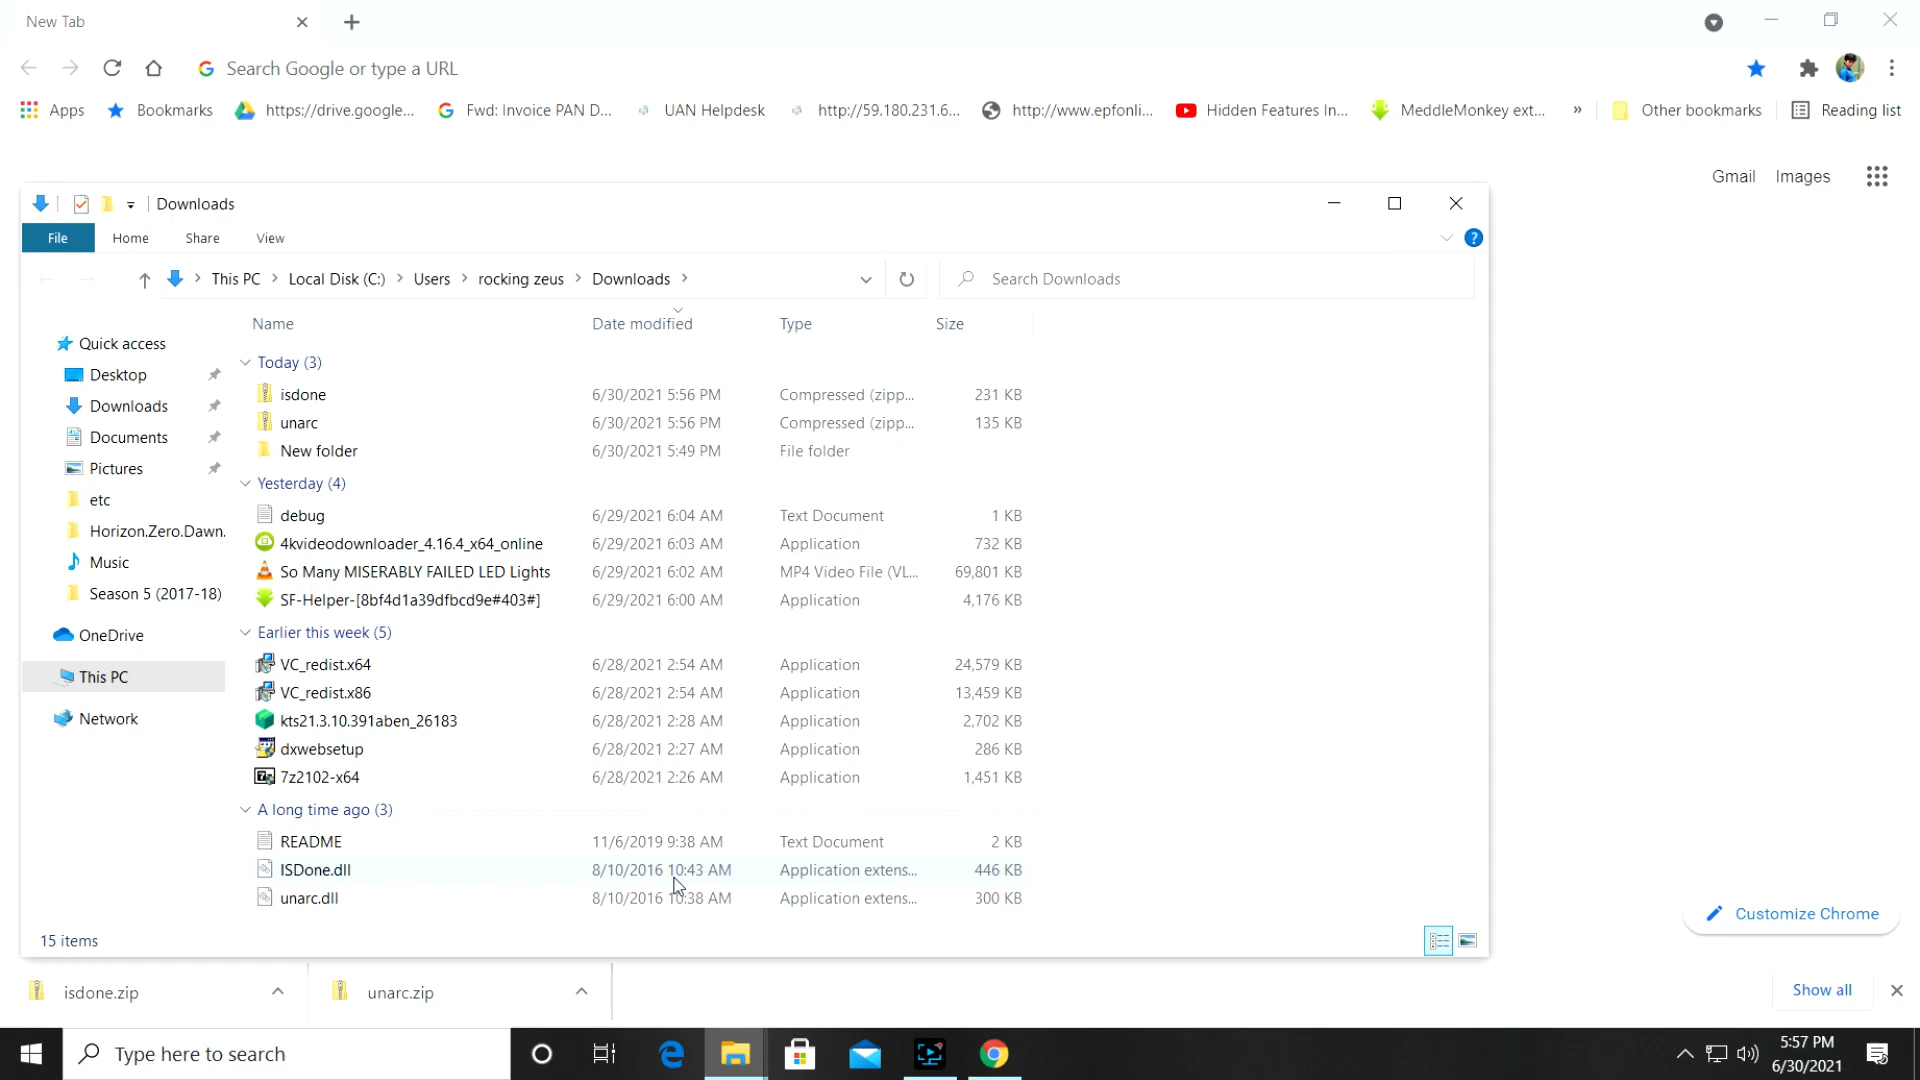 New Tab
Search Google or type a URL
Apps Bookmarks https://drive.google... Fwd: Invoice PAN D... UAN Helpdesk http://59.180.231.6... http://www.epfonli... Hidden Features In... MeddleMonkey ext... » Other bookmarks Reading list
Gmail Images
Downloads
File Home Share View
This PC Local Disk (C:) Users rocking zeus Downloads
Search Downloads
Name Date modified Type Size
Quick access
Desktop
Downloads
Documents
Pictures
etc
Horizon.Zero.Dawn.
Music
Season 5 (2017-18)
OneDrive
This PC
Network
Today (3)
isdone 6/30/2021 5:56 PM Compressed (zipp... 231 KB
unarc 6/30/2021 5:56 PM Compressed (zipp... 135 KB
New folder 6/30/2021 5:49 PM File folder
Yesterday (4)
debug 6/29/2021 6:04 AM Text Document 1 KB
4kvideodownloader_4.16.4_x64_online 6/29/2021 6:03 AM Application 732 KB
So Many MISERABLY FAILED LED Lights 6/29/2021 6:02 AM MP4 Video File (VL... 69,801 KB
SF-Helper-[8bf4d1a39dfbcd9e#403#] 6/29/2021 6:00 AM Application 4,176 KB
Earlier this week (5)
VC_redist.x64 6/28/2021 2:54 AM Application 24,579 KB
VC_redist.x86 6/28/2021 2:54 AM Application 13,459 KB
kts21.3.10.391aben_26183 6/28/2021 2:28 AM Application 2,702 KB
dxwebsetup 6/28/2021 2:27 AM Application 286 KB
7z2102-x64 6/28/2021 2:26 AM Application 1,451 KB
A long time ago (3)
README 11/6/2019 9:38 AM Text Document 2 KB
ISDone.dll 8/10/2016 10:43 AM Application extens... 446 KB
unarc.dll 8/10/2016 10:38 AM Application extens... 300 KB
15 items
Customize Chrome
isdone.zip unarc.zip Show all
Type here to search
5:57 PM
6/30/2021